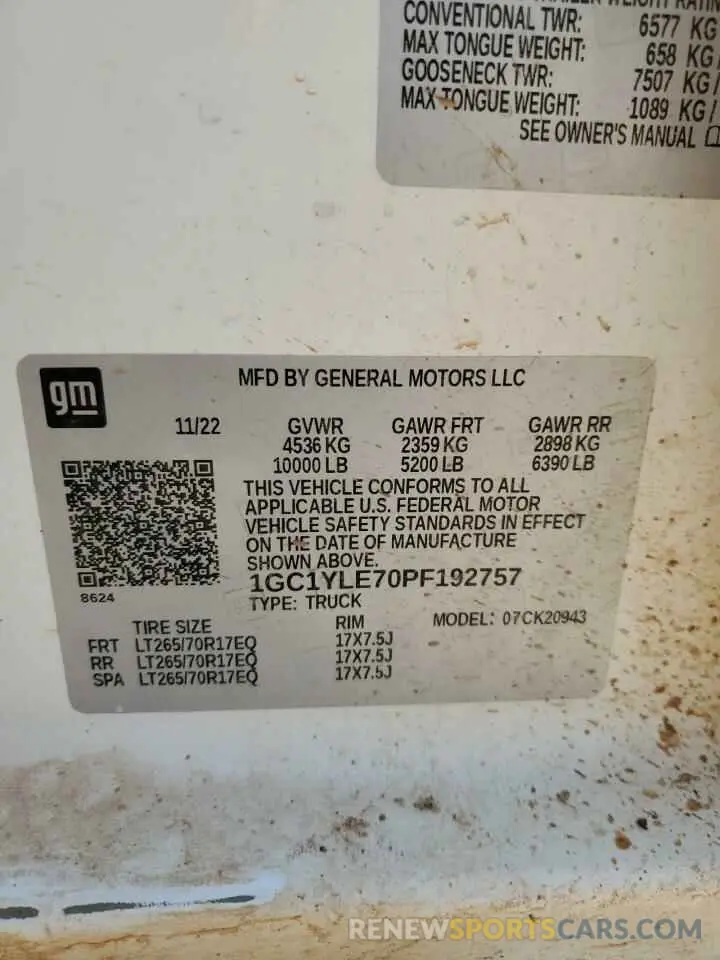 CONVENTIONAL TWR: 6577 KG
MAX TONGUE WEIGHT: 658 KG/
GOOSENECK TWR: 7507 KG/
MAX TONGUE WEIGHT: 1089 KG/
SEE OWNER'S MANUAL
gm
MFD BY GENERAL MOTORS LLC
11/22 GVWR GAWR FRT GAWR RR
4536 KG 2359 KG 2898 KG
10000 LB 5200 LB 6390 LB
THIS VEHICLE CONFORMS TO ALL
APPLICABLE U.S. FEDERAL MOTOR
VEHICLE SAFETY STANDARDS IN EFFECT
ON THE DATE OF MANUFACTURE
SHOWN ABOVE.
1GC1YLE70PF192757
8624
TYPE: TRUCK
TIRE SIZE RIM MODEL: 07CK20943
FRT LT265/70R17EQ 17X7.5J
RR LT265/70R17EQ 17X7.5J
SPA LT265/70R17EQ 17X7.5J
RENEWSPORTSCARS.COM